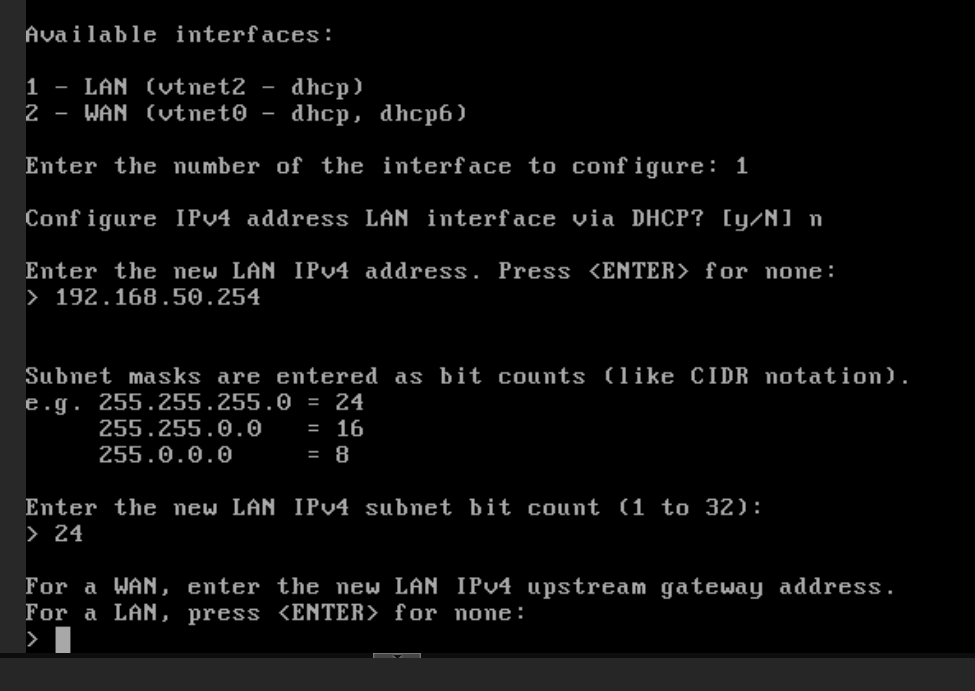 Available interfaces:
1 - LAN (vtnet2 - dhcp)
2 - WAN (vtnet0 - dhcp, dhcp6)
Enter the number of the interface to configure: 1
Configure IPv4 address LAN interface via DHCP? [y/N] n
Enter the new LAN IPv4 address. Press <ENTER> for none:
> 192.168.50.254
Subnet masks are entered as bit counts (like CIDR notation).
e.g. 255.255.255.0 = 24
255.255.0.0 = 16
255.0.0.0 = 8
Enter the new LAN IPv4 subnet bit count (1 to 32):
> 24
For a WAN, enter the new LAN IPv4 upstream gateway address.
For a LAN, press <ENTER> for none:
>